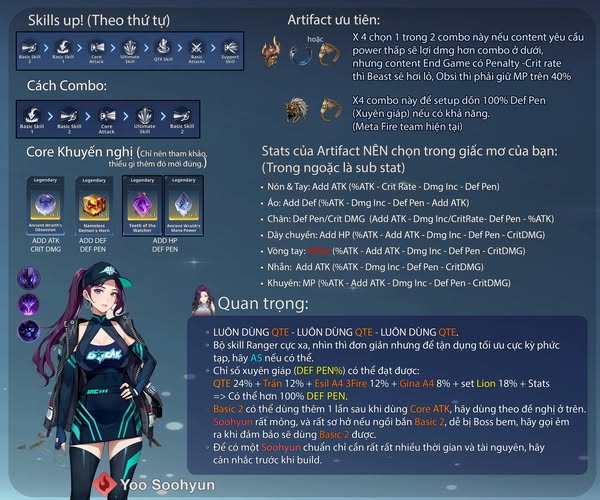 Skills up! (Theo thứ tự)
Basic Skill 2
Basic Skill 1
Core Attack
Ultimate Skill
QTE Skill
Basic Attacks
Support Skill
Cách Combo:
Basic Skill 1
Basic Skill 2
Core Attack
Ultimate Skill
Basic Skill 2
Core Khuyến nghị (Chỉ nên tham khảo, thiếu gì thêm đó mới đúng)
Legendary
Legendary
Legendary
Legendary
Ancient Wraith's Obsession
Nameless Demon's Horn
Teeth of the Watcher
Ancient Wraith's Mana Power
ADD ATK
CRIT DMG
ADD DEF
DEF PEN
ADD HP
DEF PEN
Artifact ưu tiên:
hoặc
X 4 chọn 1 trong 2 combo này nếu content yêu cầu
power thấp sẽ lợi dmg hơn combo ở dưới,
nhưng content End Game có Penalty -Crit rate
thì Beast sẽ hơi lỏ, Obsi thì phải giữ MP trên 40%
X4 combo này để setup dồn 100% Def Pen
(Xuyên giáp) nếu có khả năng.
(Meta Fire team hiện tại)
Stats của Artifact NÊN chọn trong giấc mơ của bạn:
(Trong ngoặc là sub stat)
• Nón & Tay: Add ATK (%ATK - Crit Rate - Dmg Inc - Def Pen)
• Áo: Add Def (%ATK - Dmg Inc - Def Pen - Add ATK)
• Chân: Def Pen/Crit DMG (Add ATK - Dmg Inc/CritRate- Def Pen - %ATK)
• Dây chuyền: Add HP (%ATK - Dmg Inc - Def Pen - CritDMG)
• Vòng tay: (%ATK - Add ATK - Dmg Inc - Def Pen - CritDMG)
• Nhẫn: Add ATK (%ATK - Dmg Inc - Def Pen - CritDMG)
• Khuyên: MP (%ATK - Add ATK - Dmg Inc - Def Pen - CritDMG)
Quan trọng:
◦ LUÔN DÙNG QTE - LUÔN DÙNG QTE - LUÔN DÙNG QTE.
◦ Bộ skill Ranger cực xạ, nhìn thì đơn giản nhưng để tận dụng tối ưu cực kỳ phức
tạp, hãy A5 nếu có thể.
◦ Chỉ số xuyên giáp (DEF PEN%) có thể đạt được:
QTE 24% + Trần 12% + Esil A4 3Fire 12% + Gina A4 8% + set Lion 18% + Stats
=> Có thể hơn 100% DEF PEN.
◦ Basic 2 có thể dùng thêm 1 lần sau khi dùng Core ATK, hãy dùng theo đề nghị ở trên.
Soohyun rất mỏng, và rất sơ hở nếu ngồi bắn Basic 2, dễ bị Boss bem, hãy gọi ẻm
ra khi đảm bảo sẽ dùng Basic 2 được.
◦ Để có một Soohyun chuẩn chỉ cần rất rất nhiều thời gian và tài nguyên, hãy
cân nhắc trước khi build.
Yoo Soohyun